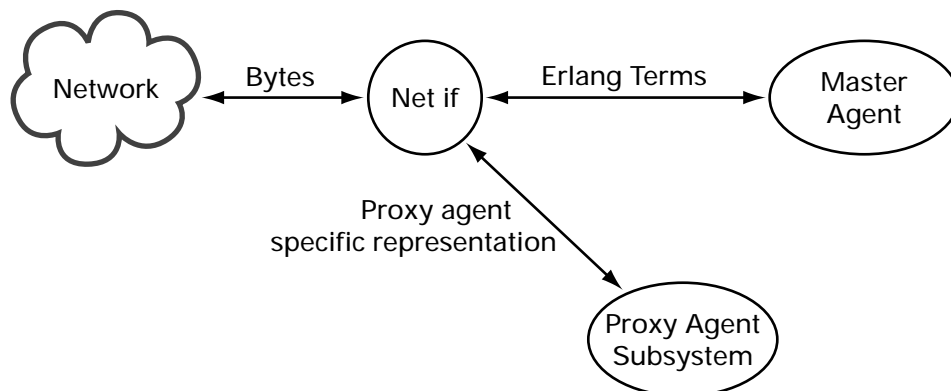 Network
Bytes
Net if
Erlang Terms
Master
Agent
Proxy agent
specific representation
Proxy Agent
Subsystem